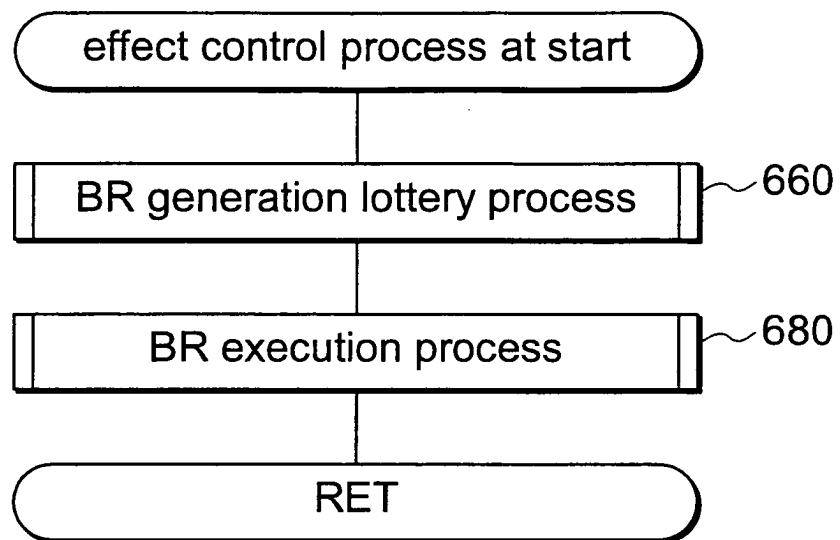 effect control process at start
BR generation lottery process 660
BR execution process 680
RET